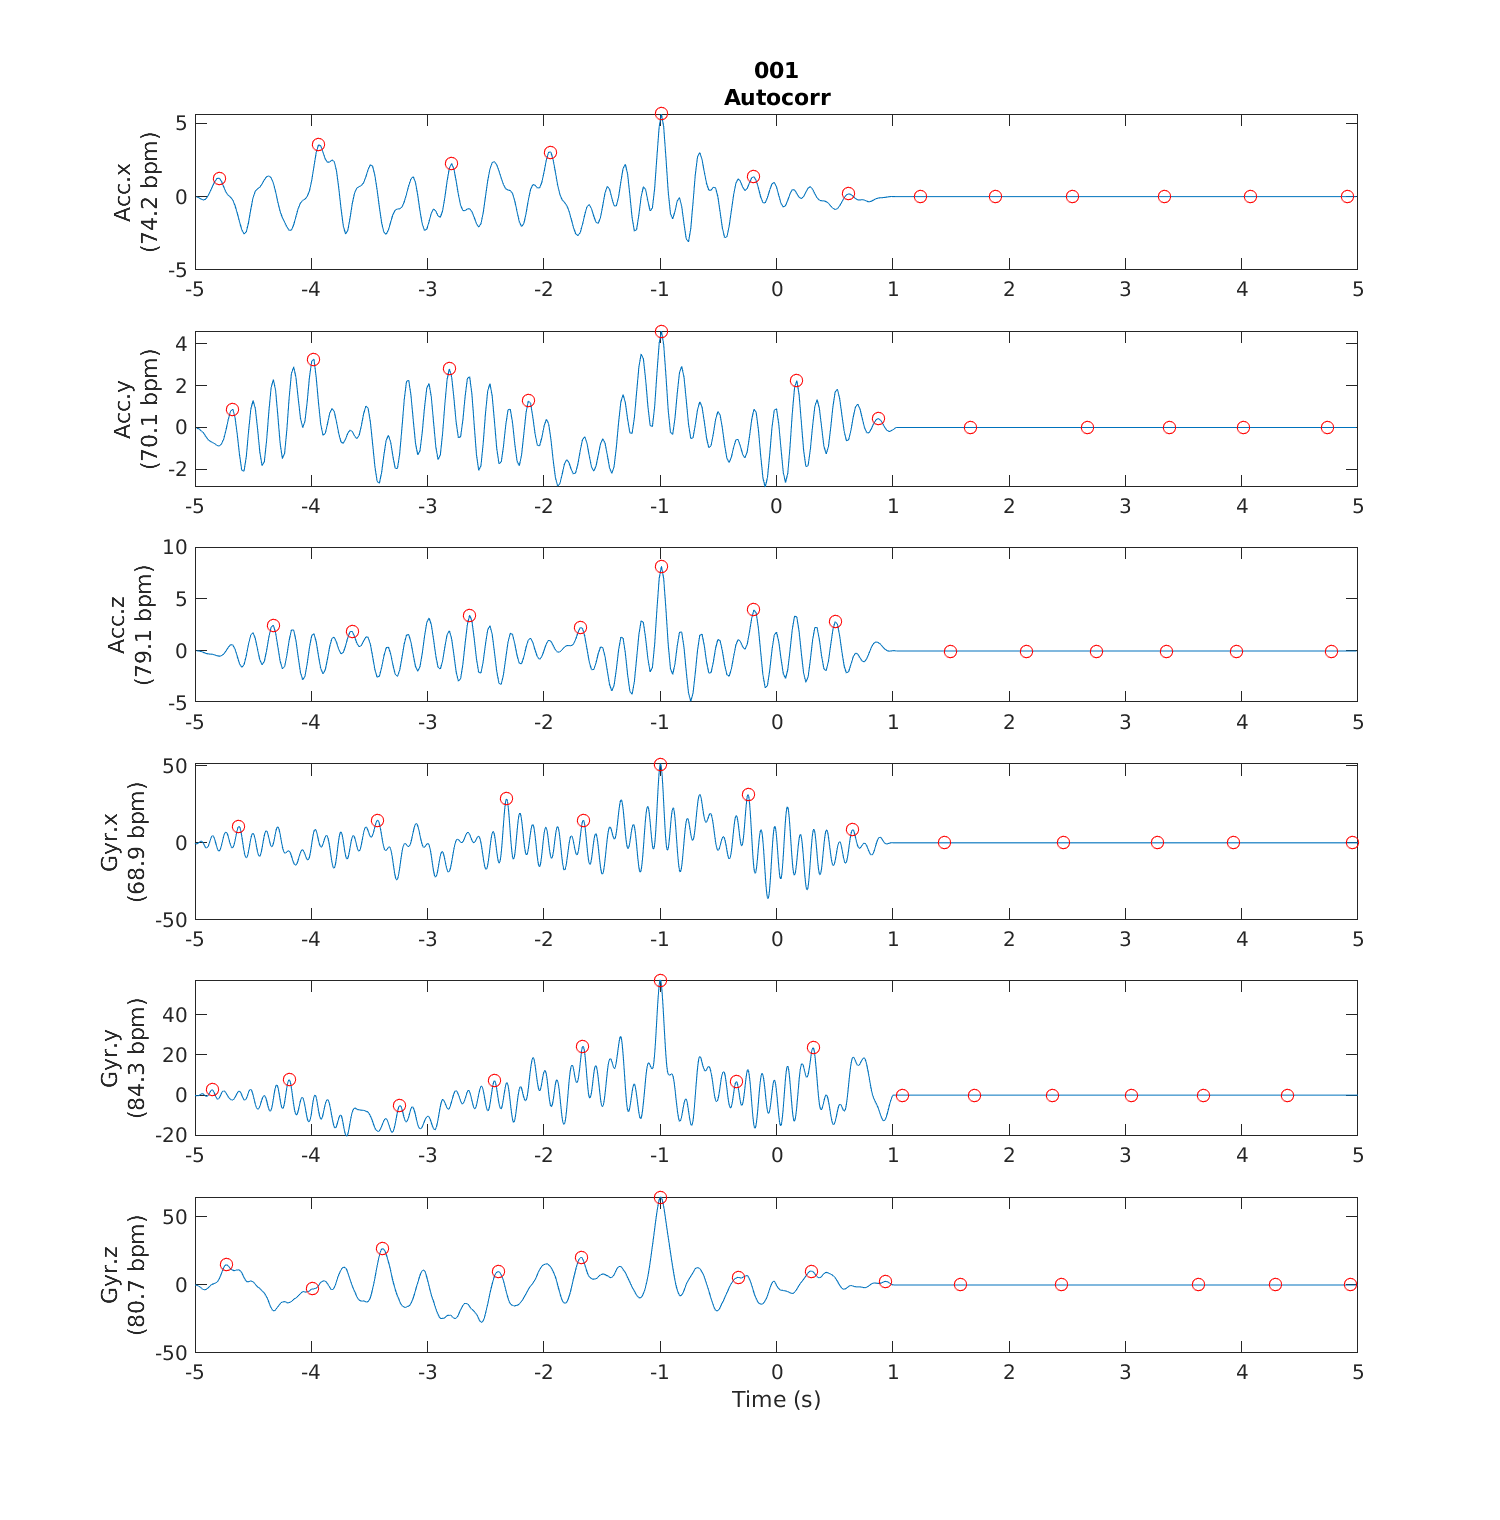 001
Autocorr
Acc.x
(74.2 bpm)
5
0
-5
-5 -4 -3 -2 -1 0 1 2 3 4 5
Acc.y
(70.1 bpm)
4
2
0
-2
-5 -4 -3 -2 -1 0 1 2 3 4 5
Acc.z
(79.1 bpm)
10
5
0
-5
-5 -4 -3 -2 -1 0 1 2 3 4 5
Gyr.x
(68.9 bpm)
50
0
-50
-5 -4 -3 -2 -1 0 1 2 3 4 5
Gyr.y
(84.3 bpm)
40
20
0
-20
-5 -4 -3 -2 -1 0 1 2 3 4 5
Gyr.z
(80.7 bpm)
50
0
-50
-5 -4 -3 -2 -1 0 1 2 3 4 5
Time (s)